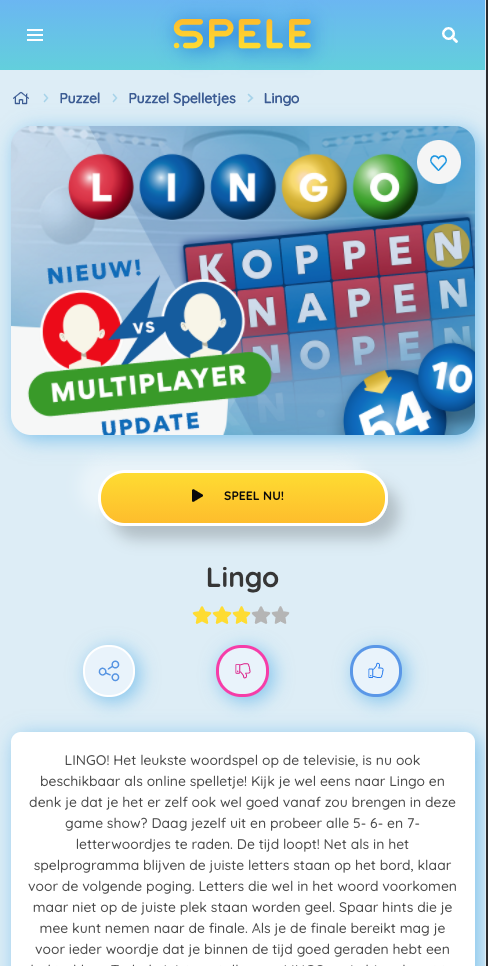 SPELE
Puzzel
Puzzel Spelletjes
Lingo
LINGO
NIEUW!
VS
MULTIPLAYER
UPDATE
KOPPEN
NAPEN
NOPEN
54
10
SPEEL NU!
Lingo
LINGO! Het leukste woordspel op de televisie, is nu ook
beschikbaar als online spelletje! Kijk je wel eens naar Lingo en
denk je dat je het er zelf ook wel goed vanaf zou brengen in deze
game show? Daag jezelf uit en probeer alle 5- 6- en 7-
letterwoordjes te raden. De tijd loopt! Net als in het
spelprogramma blijven de juiste letters staan op het bord, klaar
voor de volgende poging. Letters die wel in het woord voorkomen
maar niet op de juiste plek staan worden geel. Spaar hints die je
mee kunt nemen naar de finale. Als je de finale bereikt mag je
voor ieder woordje dat je binnen de tijd goed geraden hebt een